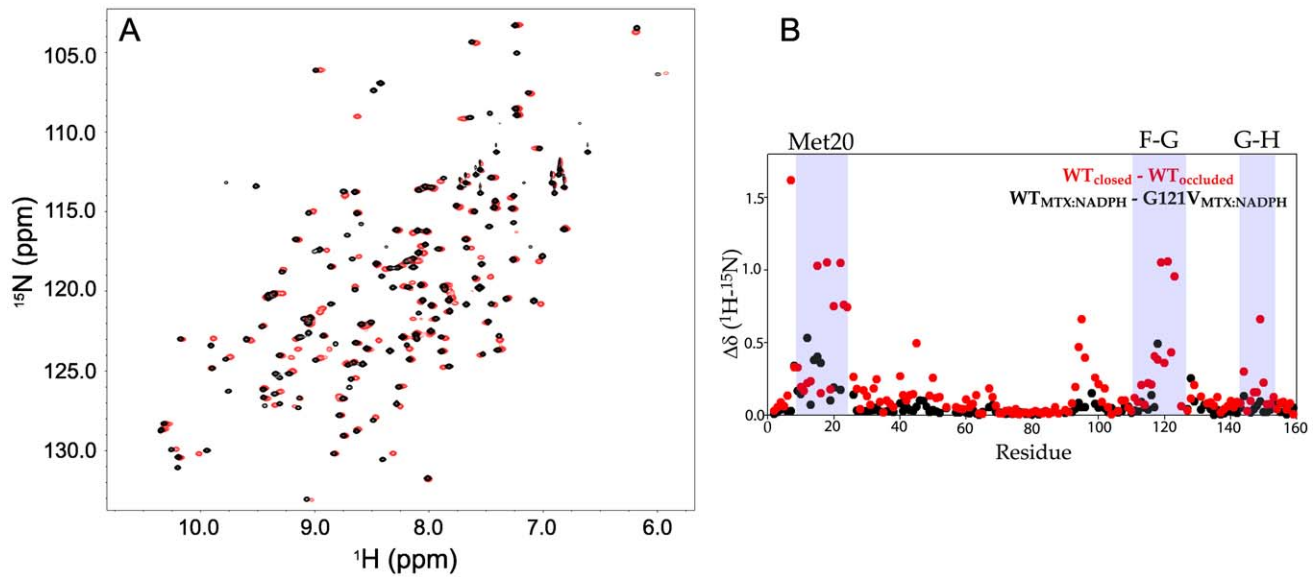 A
105.0
110.0
115.0
120.0
125.0
130.0
15N (ppm)
10.0 9.0 8.0 7.0 6.0
1H (ppm)
B
Met20 F-G G-H
WTclosed - WToccluded
WTMTX:NADPH - G121VMTX:NADPH
1.5
1.0
0.5
0.0
Δδ (1H-15N)
0 20 40 60 80 100 120 140 160
Residue